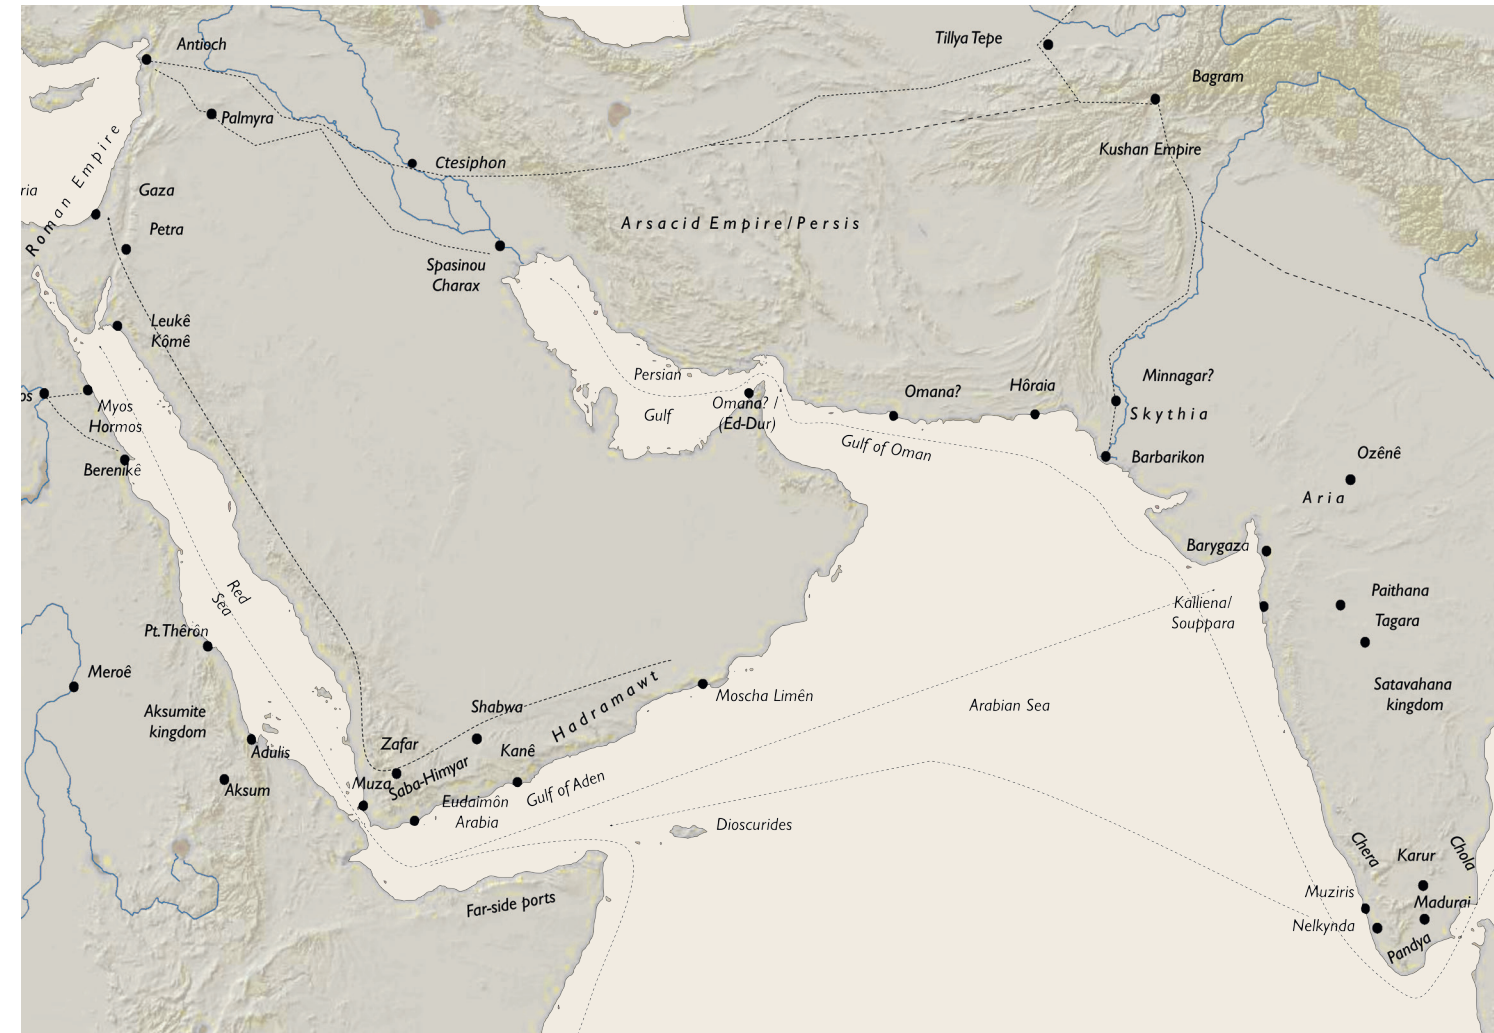 Antioch
Tillya Tepe
Bagram
Palmyra
Ctesiphon
Kushan Empire
Roman Empire
ria
Gaza
Petra
Arsacid Empire/Persis
Spasinou
Charax
Leukê
Kômê
Persian
Gulf
Omana? /
(Ed-Dur)
Omana?
Hôraia
Minnagar?
Skythia
os
Myos
Hormos
Berenikê
Gulf of Oman
Barbarikon
Ozênê
Aria
Barygaza
Red
Sea
Kalliena/
Souppara
Paithana
Tagara
Pt. Thêrôn
Meroê
Satavahana
kingdom
Aksumite
kingdom
Shabwa
Hadramawt
Moscha Limên
Arabian Sea
Adulis
Zafar
Kanê
Aksum
Muza
Saba-Himyar
Eudaimôn
Arabia
Gulf of Aden
Dioscurides
Chera
Karur
Chola
Far-side ports
Muziris
Madurai
Nelkynda
Pandya